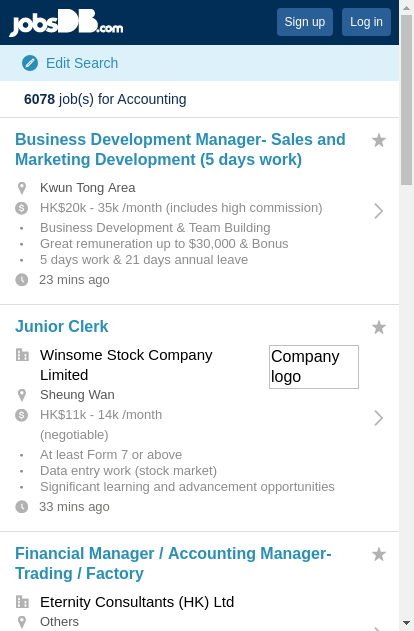 jobsDB.com
Sign up
Log in
Edit Search
6078 job(s) for Accounting
Business Development Manager- Sales and
Marketing Development (5 days work)
Kwun Tong Area
HK$20k - 35k /month (includes high commission)
Business Development & Team Building
Great remuneration up to $30,000 & Bonus
5 days work & 21 days annual leave
23 mins ago
Junior Clerk
Winsome Stock Company
Limited
Company
logo
Sheung Wan
HK$11k - 14k /month
(negotiable)
At least Form 7 or above
Data entry work (stock market)
Significant learning and advancement opportunities
33 mins ago
Financial Manager / Accounting Manager-
Trading / Factory
Eternity Consultants (HK) Ltd
Others